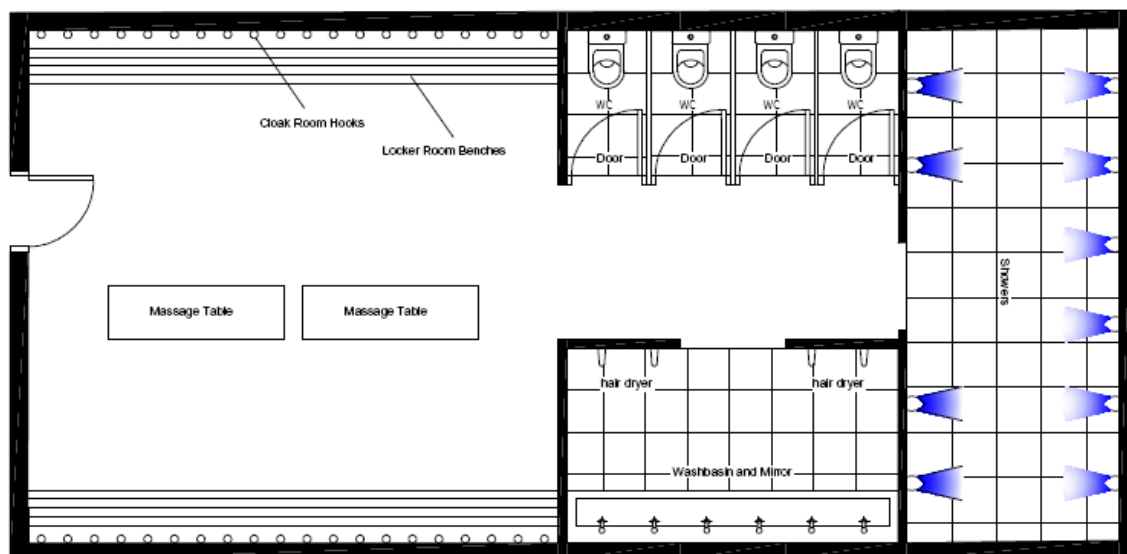 WC
WC
WC
WC
Cloak Room Hooks
Locker Room Benches
Door
Door
Door
Door
Showers
Massage Table
Massage Table
hair dryer
hair dryer
Washbasin and Mirror